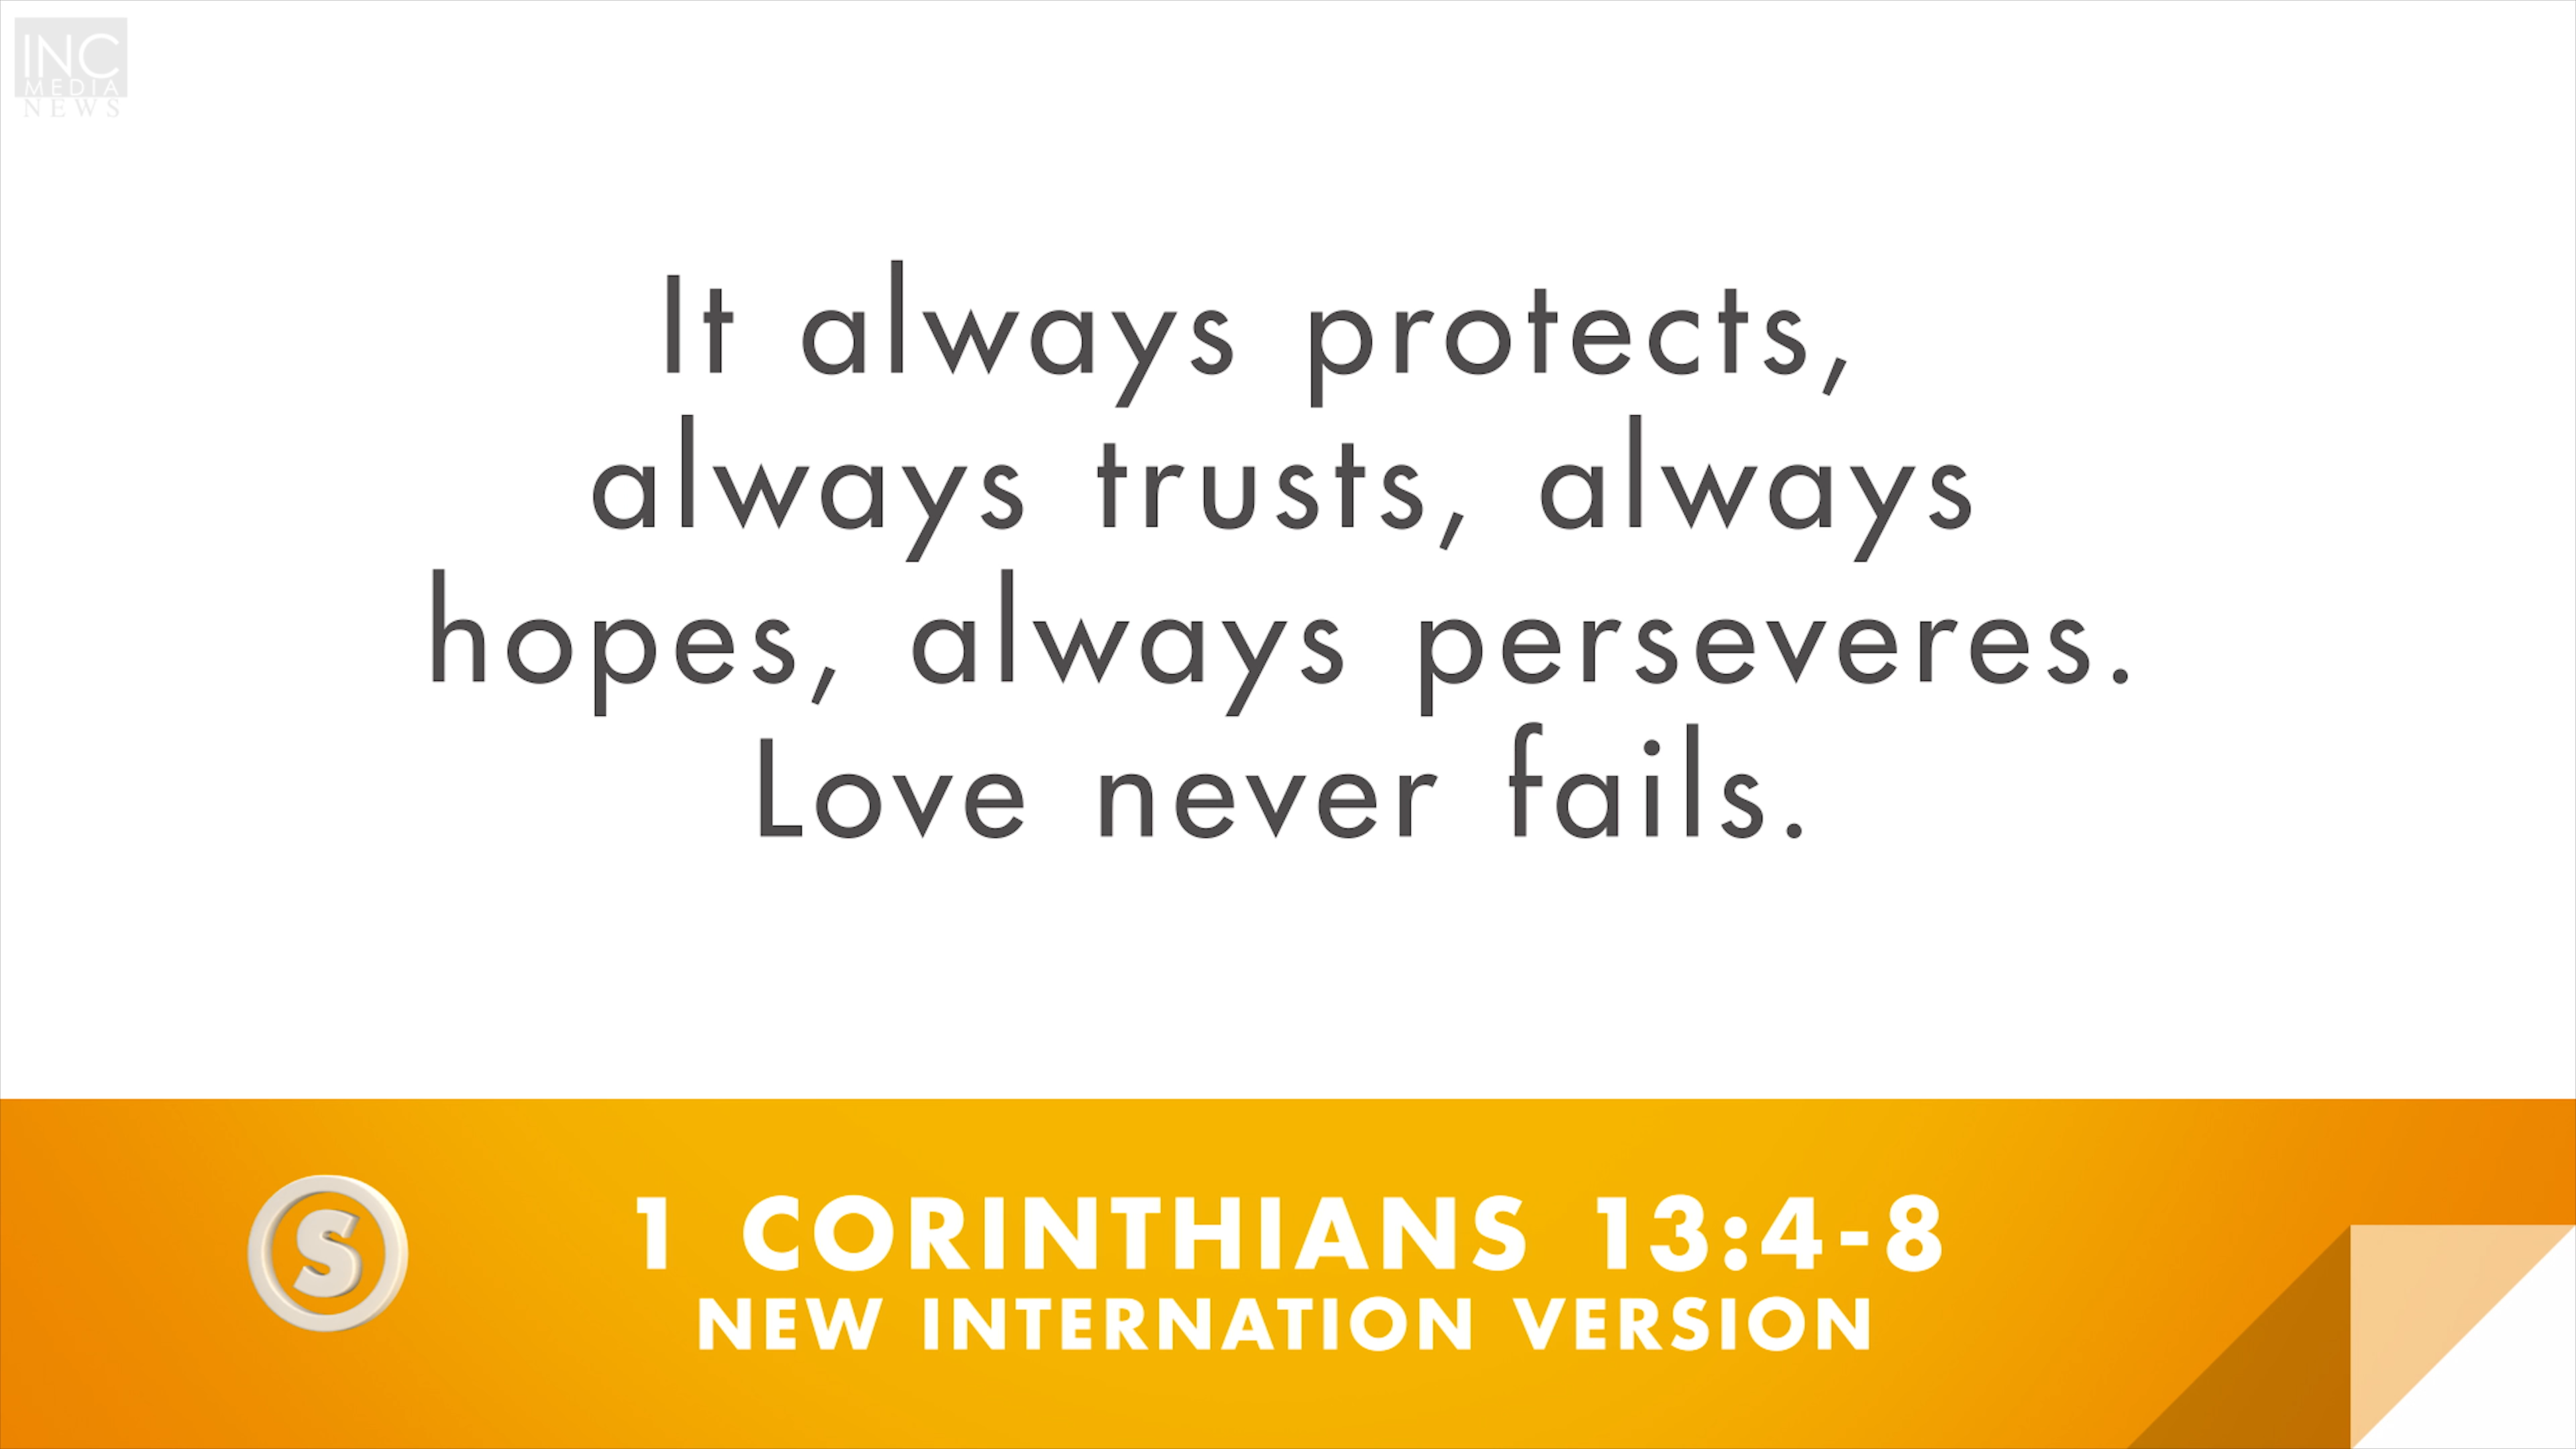 INC
MEDIA
NEWS
It always protects,
always trusts, always
hopes, always perseveres.
Love never fails.
S
1 CORINTHIANS 13:4-8
NEW INTERNATION VERSION